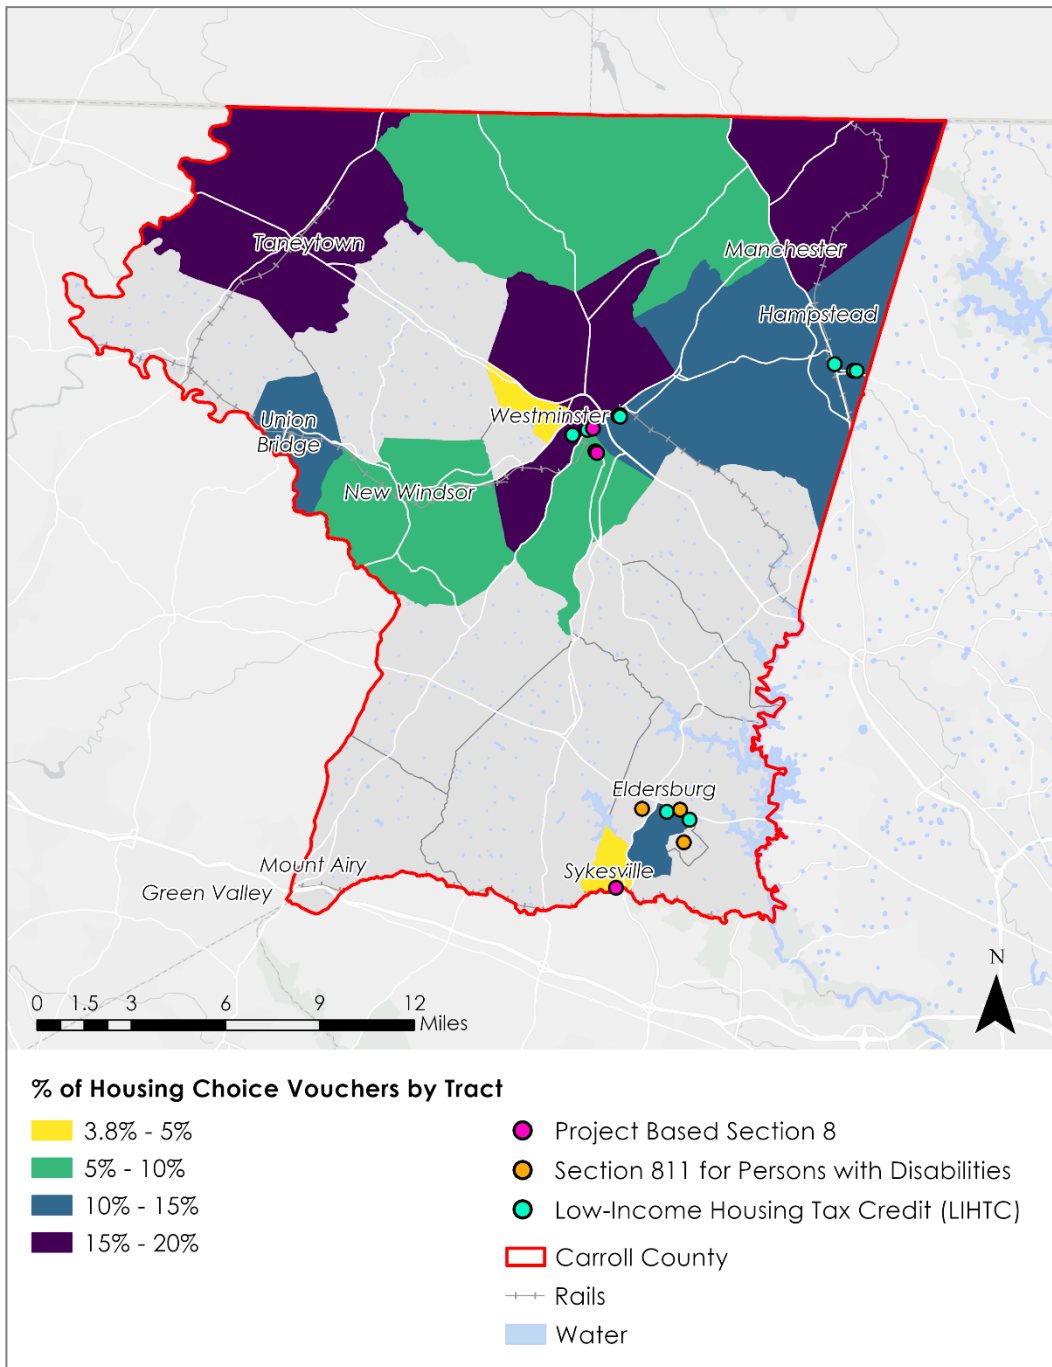 Taneytown
Manchester
Hampstead
Westminster
Union
Bridge
New Windsor
Eldersburg
Sykesville
Mount Airy
Green Valley
N
0 1.5 3 6 9 12
Miles
% of Housing Choice Vouchers by Tract
3.8% - 5%
5% - 10%
10% - 15%
15% - 20%
Project Based Section 8
Section 811 for Persons with Disabilities
Low-Income Housing Tax Credit (LIHTC)
Carroll County
Rails
Water